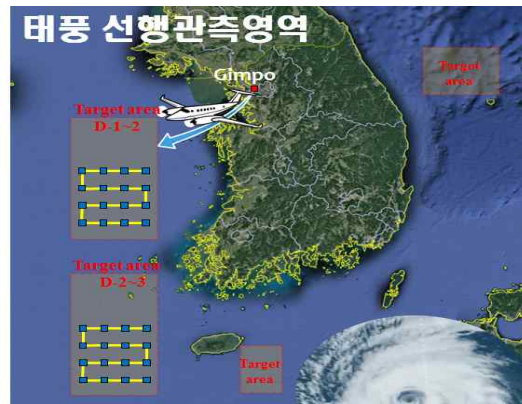 태풍 선행관측영역
Gimpo
Target
area
Target area
D-1~2
Target area
D-2~3
Target
area